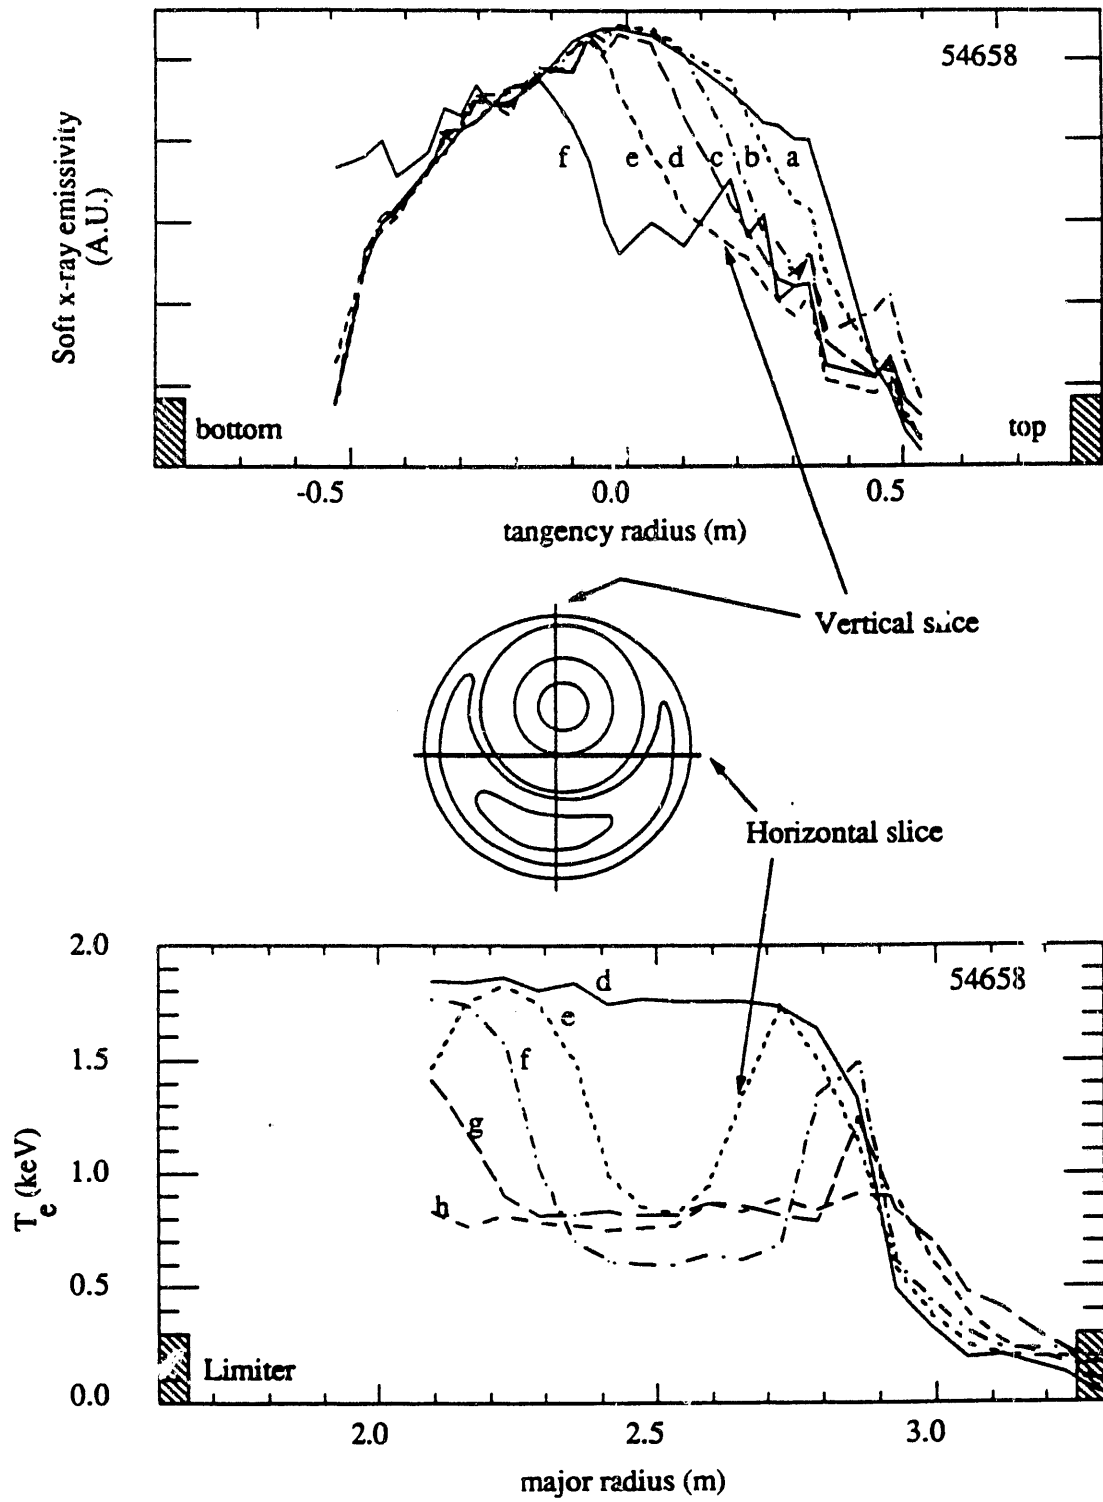 54658
Soft x-ray emissivity
(A.U.)
f e d c b a
bottom
top
-0.5 0.0 0.5
tangency radius (m)
Vertical slice
Horizontal slice
2.0
1.5
1.0
0.5
0.0
54658
d
e
f
g
h
T_e (keV)
Limiter
2.0 2.5 3.0
major radius (m)